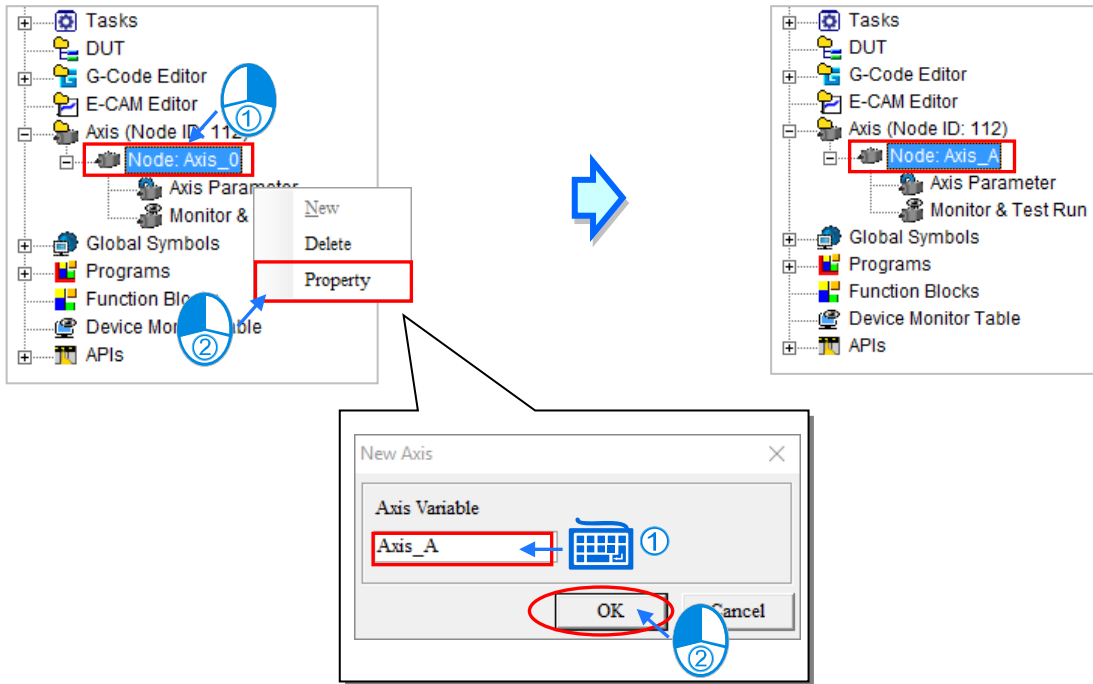 Tasks
DUT
G-Code Editor
①
E-CAM Editor
Axis (Node ID: 112)
Node: Axis_0
Axis Parameter
Monitor &
Global Symbols
Programs
Function Blo
Device Mon able
②
APIs
New
Delete
Property
Tasks
DUT
G-Code Editor
E-CAM Editor
Axis (Node ID: 112)
Node: Axis_A
Axis Parameter
Monitor & Test Run
Global Symbols
Programs
Function Blocks
Device Monitor Table
APIs
New Axis
Axis Variable
Axis_A
①
OK
Cancel
②